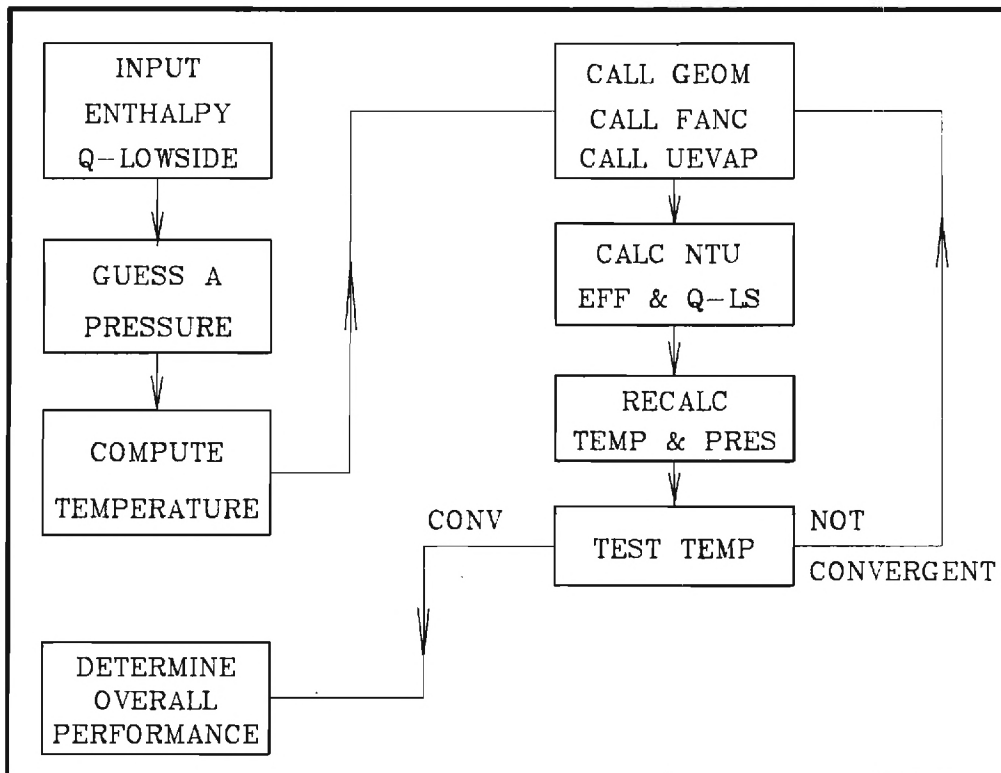 INPUT
ENTHALPY
Q-LOWSIDE
GUESS A
PRESSURE
COMPUTE
TEMPERATURE
CALL GEOM
CALL FANC
CALL UEVAP
CALC NTU
EFF & Q-LS
RECALC
TEMP & PRES
TEST TEMP
CONV
NOT
CONVERGENT
DETERMINE
OVERALL
PERFORMANCE